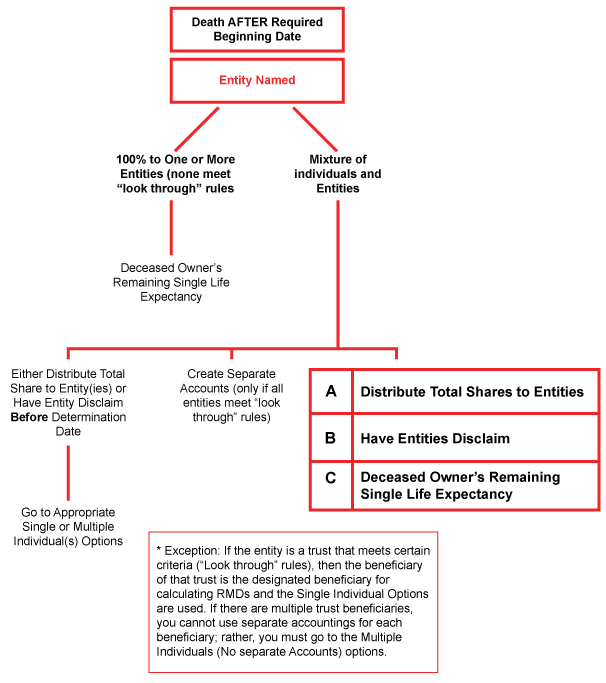 Death AFTER Required
Beginning Date
Entity Named
100% to One or More
Entities (none meet
“look through” rules
Mixture of
individuals and
Entities
Deceased Owner’s
Remaining Single Life
Expectancy
Either Distribute Total
Share to Entity(ies) or
Have Entity Disclaim
Before Determination
Date
Create Separate
Accounts (only if all
entities meet “look
through” rules)
A Distribute Total Shares to Entities
B Have Entities Disclaim
C Deceased Owner’s Remaining
Single Life Expectancy
Go to Appropriate
Single or Multiple
Individual(s) Options
* Exception: If the entity is a trust that meets certain
criteria (“Look through” rules), then the beneficiary
of that trust is the designated beneficiary for
calculating RMDs and the Single Individual Options
are used. If there are multiple trust beneficiaries,
you cannot use separate accountings for each
beneficiary; rather, you must go to the Multiple
Individuals (No separate Accounts) options.